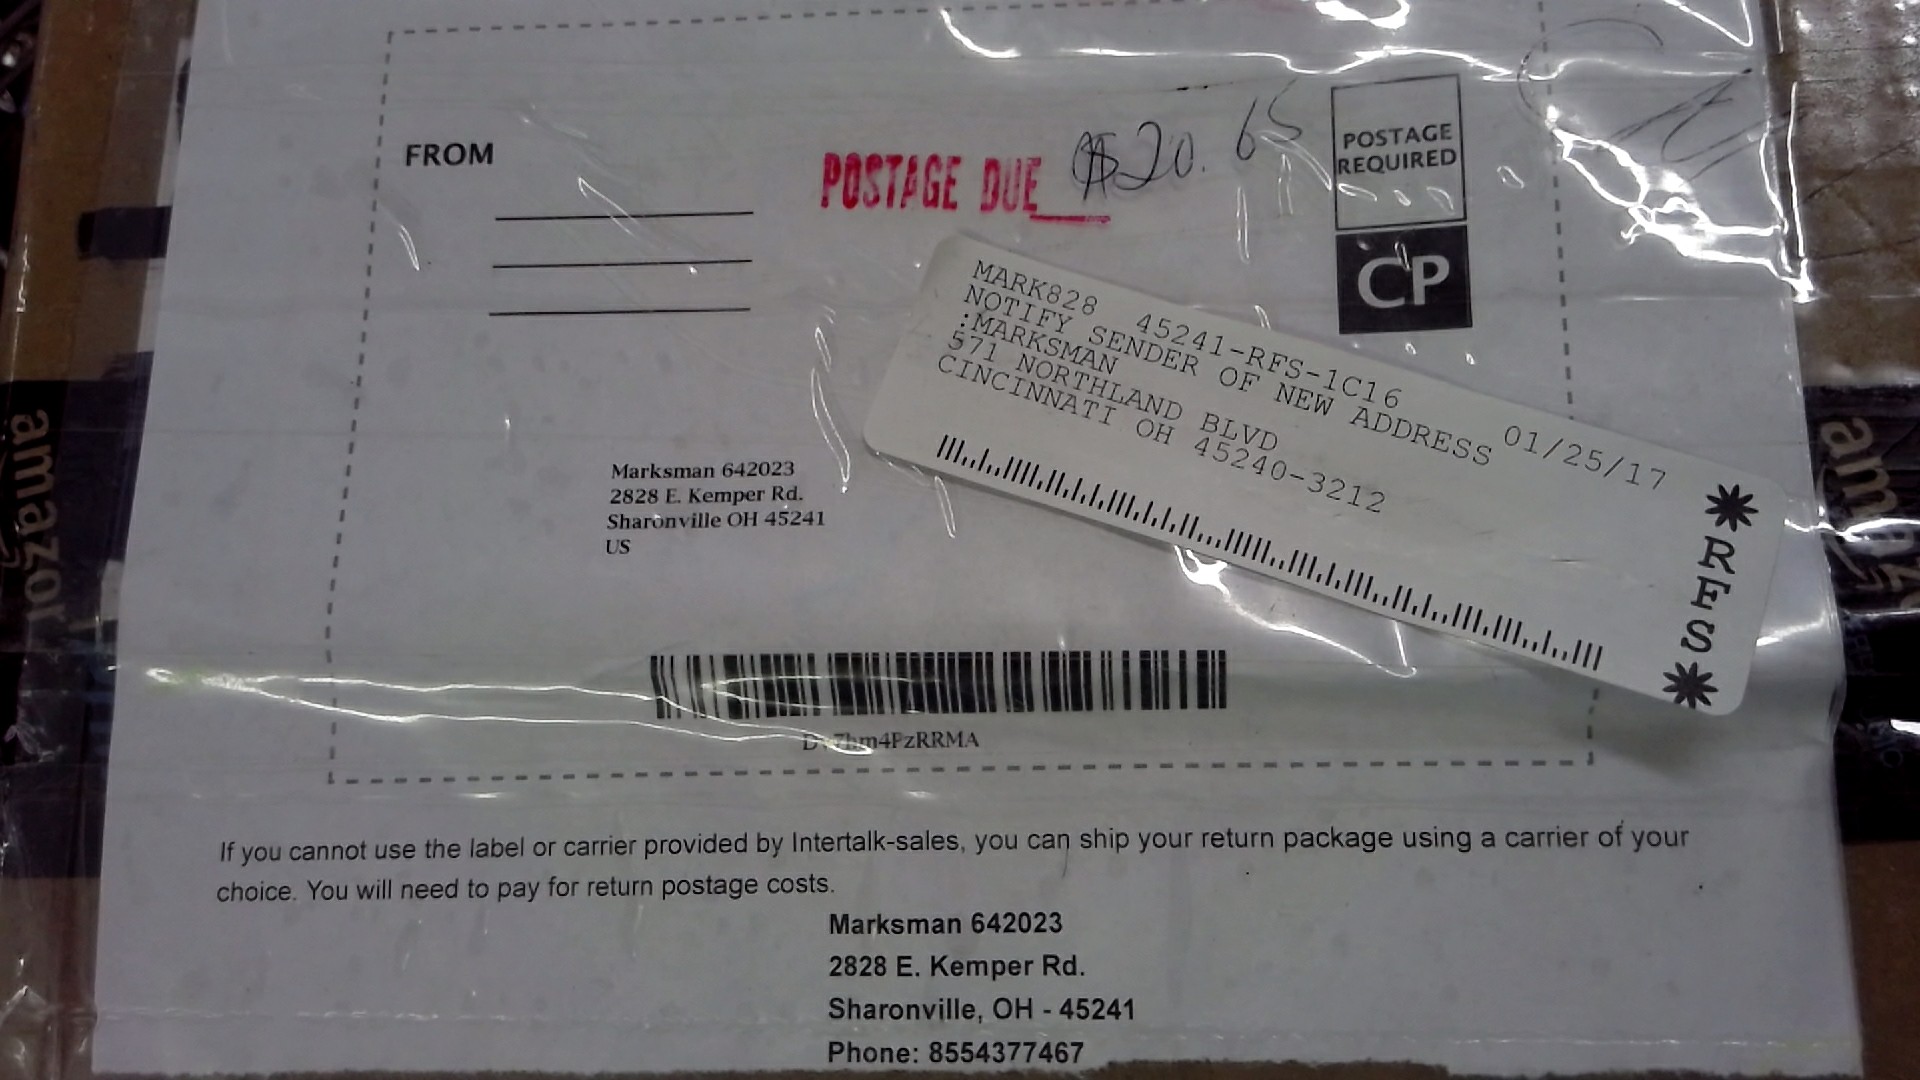 FROM
POSTAGE DUE $20.65
POSTAGE
REQUIRED
CP
MARK828 45241-RFS-1C16 01/25/17
NOTIFY SENDER OF NEW ADDRESS
:MARKSMAN
571 NORTHLAND BLVD
CINCINNATI OH 45240-3212
*RFS*
Marksman 642023
2828 E. Kemper Rd.
Sharonville OH 45241
US
If you cannot use the label or carrier provided by Intertalk-sales, you can ship your return package using a carrier of your
choice. You will need to pay for return postage costs.
Marksman 642023
2828 E. Kemper Rd.
Sharonville, OH - 45241
Phone: 8554377467
amazon